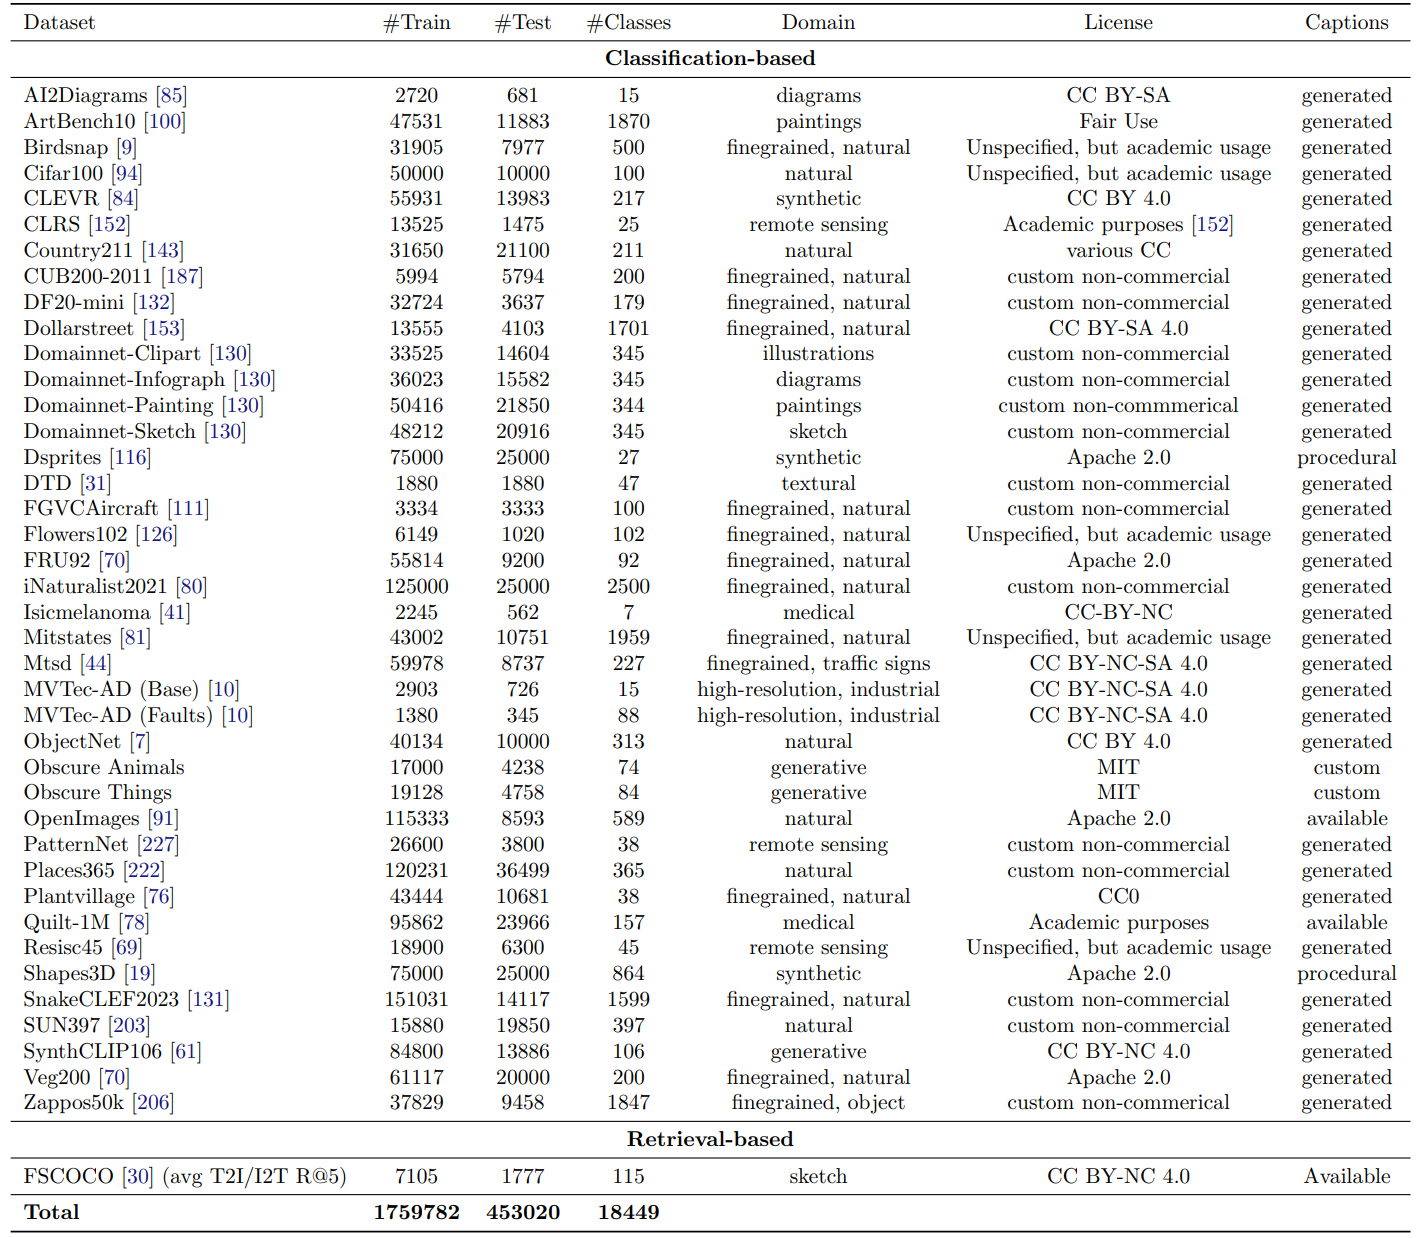 Dataset #Train #Test #Classes Domain License Captions
Classification-based
AI2Diagrams [85] 2720 681 15 diagrams CC BY-SA generated
ArtBench10 [100] 47531 11883 1870 paintings Fair Use generated
Birdsnap [9] 31905 7977 500 finegrained, natural Unspecified, but academic usage generated
Cifar100 [94] 50000 10000 100 natural Unspecified, but academic usage generated
CLEVR [84] 55931 13983 217 synthetic CC BY 4.0 generated
CLRS [152] 13525 1475 25 remote sensing Academic purposes [152] generated
Country211 [143] 31650 21100 211 natural various CC generated
CUB200-2011 [187] 5994 5794 200 finegrained, natural custom non-commercial generated
DF20-mini [132] 32724 3637 179 finegrained, natural custom non-commercial generated
Dollarstreet [153] 13555 4103 1701 finegrained, natural CC BY-SA 4.0 generated
Domainnet-Clipart [130] 33525 14604 345 illustrations custom non-commercial generated
Domainnet-Infograph [130] 36023 15582 345 diagrams custom non-commercial generated
Domainnet-Painting [130] 50416 21850 344 paintings custom non-commmerical generated
Domainnet-Sketch [130] 48212 20916 345 sketch custom non-commercial generated
Dsprites [116] 75000 25000 27 synthetic Apache 2.0 procedural
DTD [31] 1880 1880 47 textural custom non-commercial generated
FGVCAircraft [111] 3334 3333 100 finegrained, natural custom non-commercial generated
Flowers102 [126] 6149 1020 102 finegrained, natural Unspecified, but academic usage generated
FRU92 [70] 55814 9200 92 finegrained, natural Apache 2.0 generated
iNaturalist2021 [80] 125000 25000 2500 finegrained, natural custom non-commercial generated
Isicmelanoma [41] 2245 562 7 medical CC-BY-NC generated
Mitstates [81] 43002 10751 1959 finegrained, natural Unspecified, but academic usage generated
Mtsd [44] 59978 8737 227 finegrained, traffic signs CC BY-NC-SA 4.0 generated
MVTec-AD (Base) [10] 2903 726 15 high-resolution, industrial CC BY-NC-SA 4.0 generated
MVTec-AD (Faults) [10] 1380 345 88 high-resolution, industrial CC BY-NC-SA 4.0 generated
ObjectNet [7] 40134 10000 313 natural CC BY 4.0 generated
Obscure Animals 17000 4238 74 generative MIT custom
Obscure Things 19128 4758 84 generative MIT custom
OpenImages [91] 115333 8593 589 natural Apache 2.0 available
PatternNet [227] 26600 3800 38 remote sensing custom non-commercial generated
Places365 [222] 120231 36499 365 natural custom non-commercial generated
Plantvillage [76] 43444 10681 38 finegrained, natural CC0 generated
Quilt-1M [78] 95862 23966 157 medical Academic purposes available
Resisc45 [69] 18900 6300 45 remote sensing Unspecified, but academic usage generated
Shapes3D [19] 75000 25000 864 synthetic Apache 2.0 procedural
SnakeCLEF2023 [131] 151031 14117 1599 finegrained, natural custom non-commercial generated
SUN397 [203] 15880 19850 397 natural custom non-commercial generated
SynthCLIP106 [61] 84800 13886 106 generative CC BY-NC 4.0 generated
Veg200 [70] 61117 20000 200 finegrained, natural Apache 2.0 generated
Zappos50k [206] 37829 9458 1847 finegrained, object custom non-commerical generated
Retrieval-based
FSCOCO [30] (avg T2I/I2T R@5) 7105 1777 115 sketch CC BY-NC 4.0 Available
Total 1759782 453020 18449